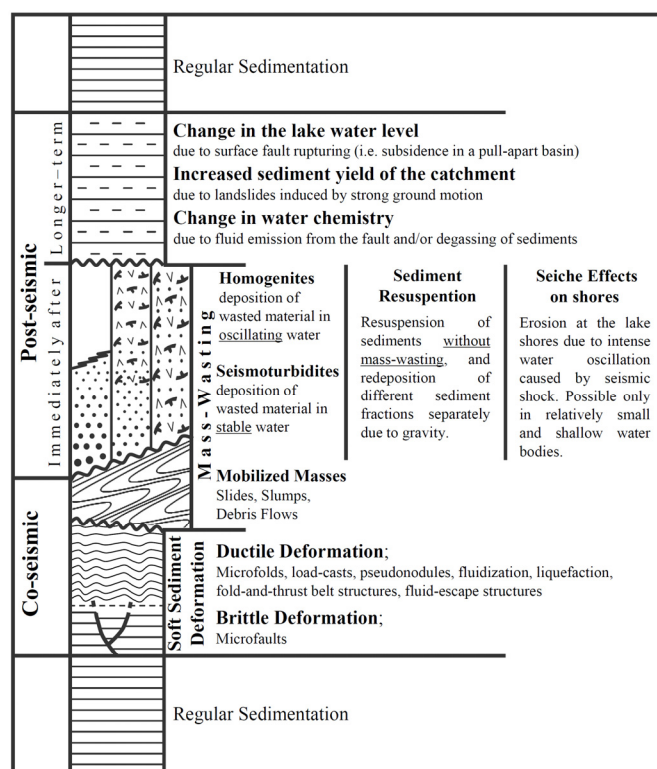 Regular Sedimentation
Post-seismic
Longer-term
Change in the lake water level
due to surface fault rupturing (i.e. subsidence in a pull-apart basin)
Increased sediment yield of the catchment
due to landslides induced by strong ground motion
Change in water chemistry
due to fluid emission from the fault and/or degassing of sediments
Immediately after
Mass-Wasting
Homogenites
deposition of
wasted material in
oscillating water
Seismoturbidites
deposition of
wasted material in
stable water
Sediment
Resuspention
Resuspension of
sediments without
mass-wasting, and
redeposition of
different sediment
fractions separately
due to gravity.
Seiche Effects
on shores
Erosion at the lake
shores due to intense
water oscillation
caused by seismic
shock. Possible only
in relatively small
and shallow water
bodies.
Mobilized Masses
Slides, Slumps,
Debris Flows
Co-seismic
Soft Sediment
Deformation
Ductile Deformation;
Microfolds, load-casts, pseudonodules, fluidization, liquefaction,
fold-and-thrust belt structures, fluid-escape structures
Brittle Deformation;
Microfaults
Regular Sedimentation